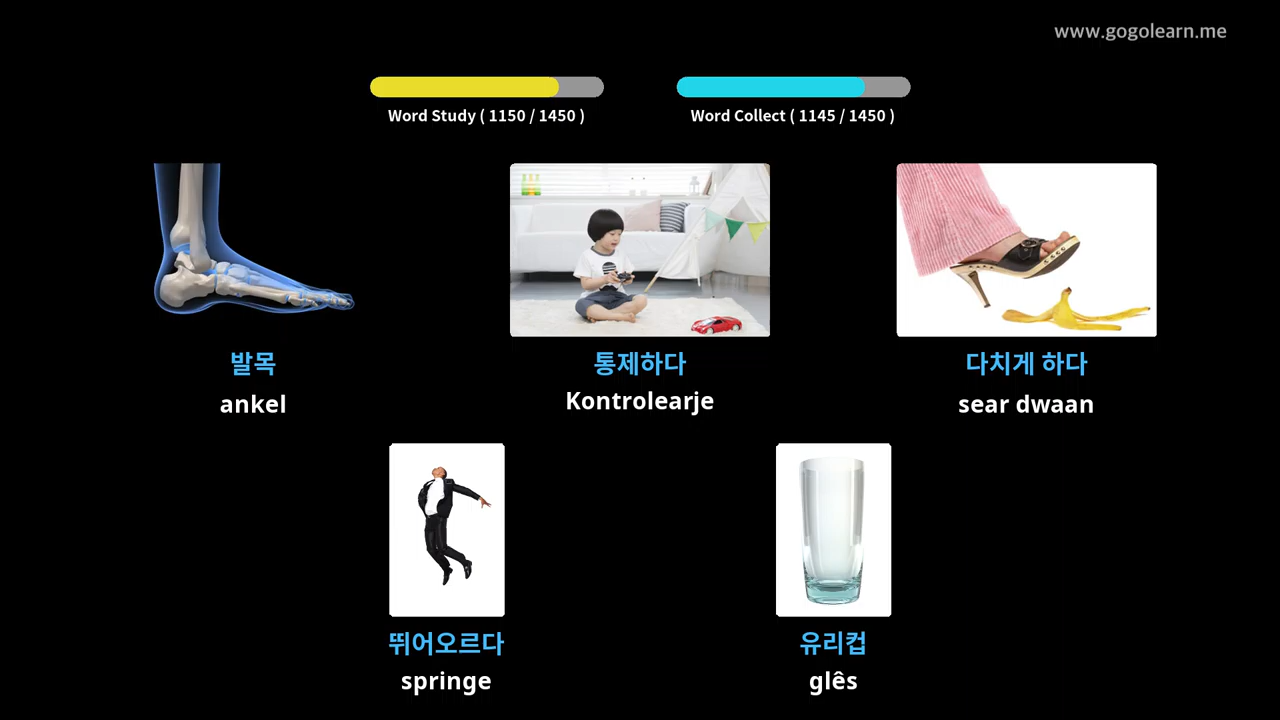 www.gogolearn.me
Word Study ( 1150 / 1450 )
Word Collect ( 1145 / 1450 )
발목
ankel
통제하다
Kontrolearje
다치게 하다
sear dwaan
뛰어오르다
springe
유리컵
glês